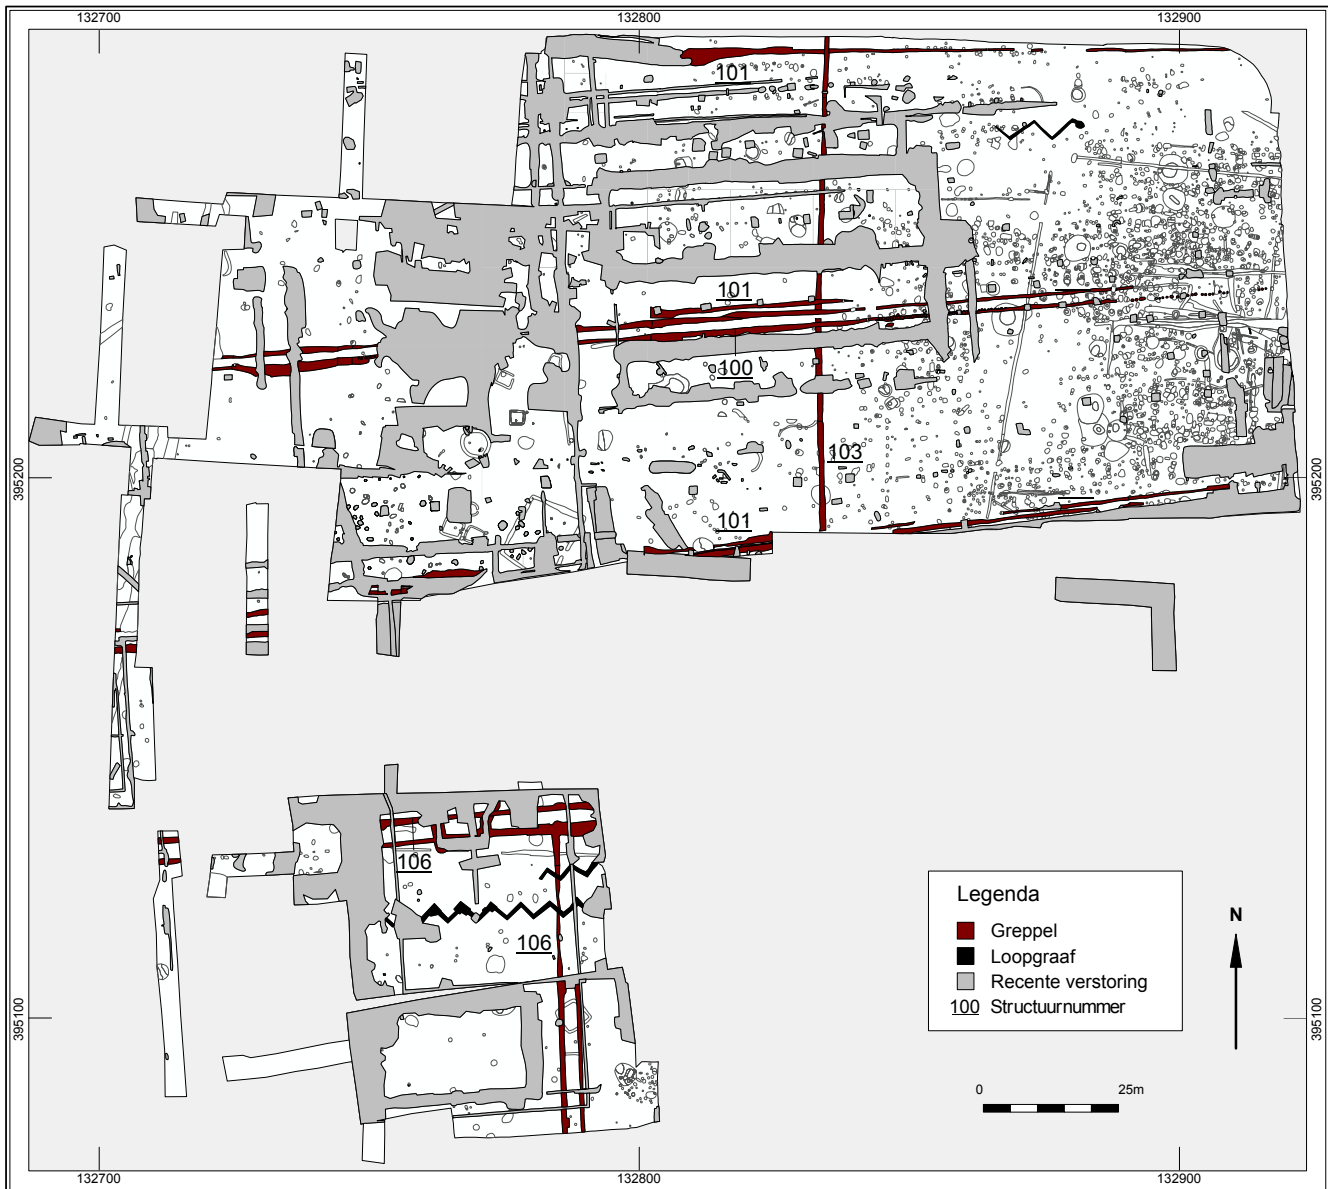 132700 132800 132900
101
101
100
103
101
395200 395200
106
106
Legenda
Greppel
Loopgraaf
Recente verstoring
100 Structuurnummer
N
395100 395100
0 25m
132700 132800 132900